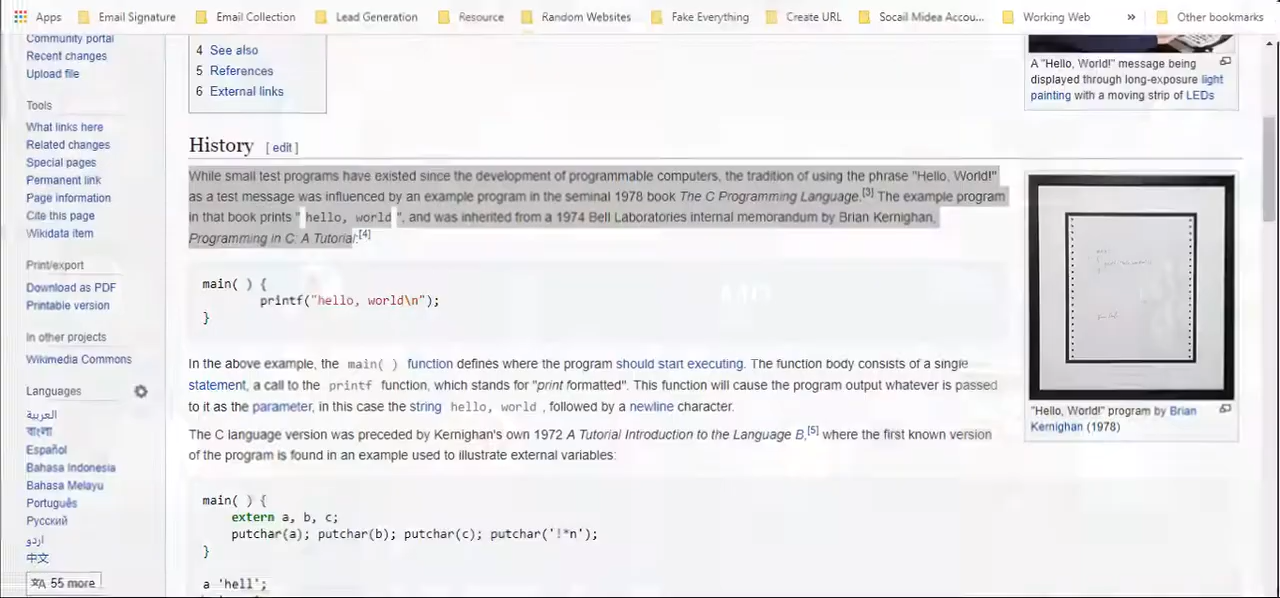 Apps Email Signature Email Collection Lead Generation Resource Random Websites Fake Everything Create URL Socail Midea Accou... Working Web » Other bookmarks
Community portal
Recent changes
Upload file
Tools
What links here
Related changes
Special pages
Permanent link
Page information
Cite this page
Wikidata item
Print/export
Download as PDF
Printable version
In other projects
Wikimedia Commons
Languages
العربية
বাংলা
Español
Bahasa Indonesia
Bahasa Melayu
Português
Русский
اردو
中文
55 more
4 See also
5 References
6 External links
History [ edit ]
While small test programs have existed since the development of programmable computers, the tradition of using the phrase "Hello, World!"
as a test message was influenced by an example program in the seminal 1978 book The C Programming Language.[3] The example program
in that book prints "hello, world", and was inherited from a 1974 Bell Laboratories internal memorandum by Brian Kernighan,
Programming in C: A Tutorial:[4]
main( ) {
printf("hello, world\n");
}
In the above example, the main( ) function defines where the program should start executing. The function body consists of a single
statement, a call to the printf function, which stands for "print formatted". This function will cause the program output whatever is passed
to it as the parameter, in this case the string hello, world , followed by a newline character.
The C language version was preceded by Kernighan's own 1972 A Tutorial Introduction to the Language B,[5] where the first known version
of the program is found in an example used to illustrate external variables:
main( ) {
extern a, b, c;
putchar(a); putchar(b); putchar(c); putchar('!*n');
}
a 'hell';
A "Hello, World!" message being
displayed through long-exposure light
painting with a moving strip of LEDs
"Hello, World!" program by Brian
Kernighan (1978)